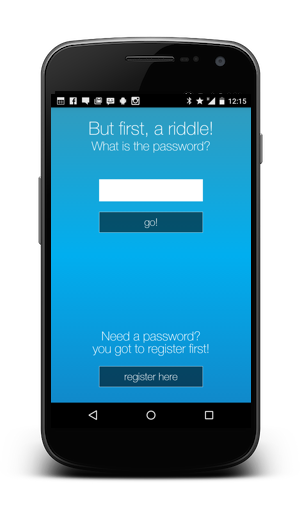 12:15
But first, a riddle!
What is the password?
go!
Need a password?
you got to register first!
register here